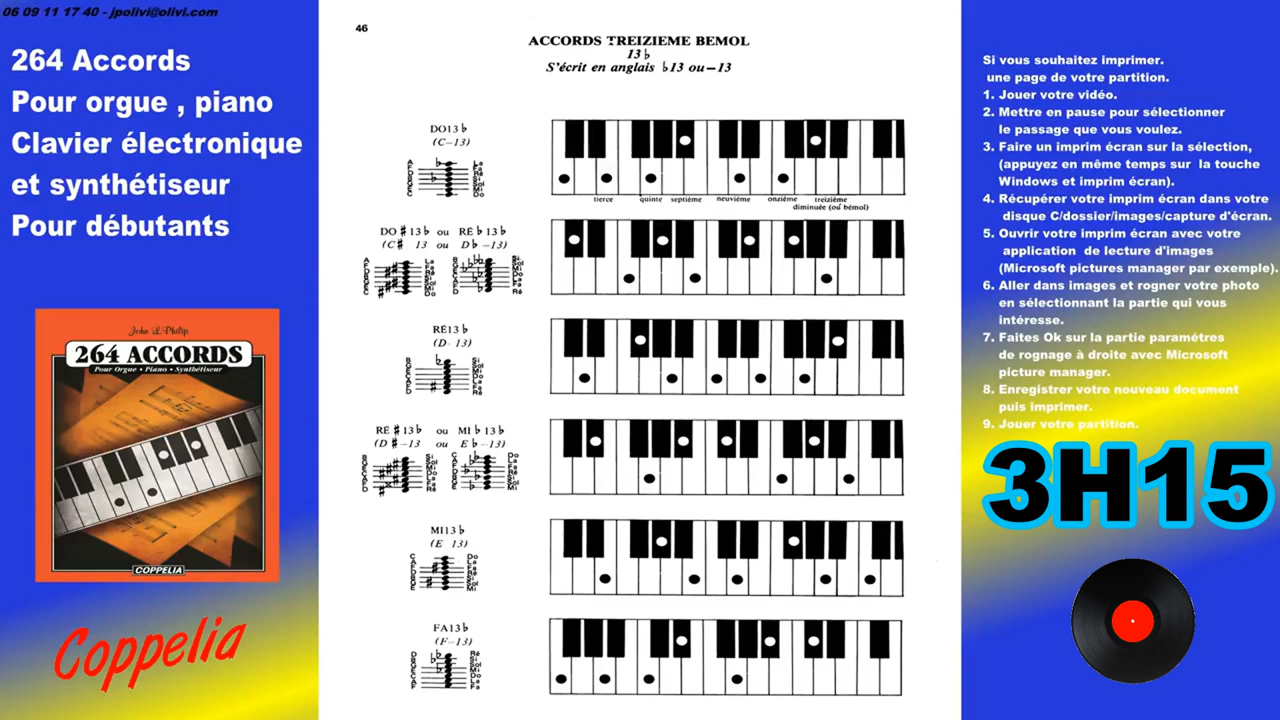 06 09 11 17 40 - jpolivi@olivi.com
264 Accords
Pour orgue , piano
Clavier électronique
et synthétiseur
Pour débutants
John L.Philip
264 ACCORDS
Pour Orgue • Piano • Synthétiseur
COPPELIA
Coppelia
46
ACCORDS TREIZIEME BEMOL
13♭
S'écrit en anglais ♭13 ou—13
DO13♭
(C–13)
tierce quinte septième neuvième onzième treizième
diminuée (ou bémol)
DO ♯13♭ ou RÉ ♭13♭
(C♯ 13 ou D♭ –13)
RÉ13♭
(D- 13)
RÉ ♯13♭ ou MI♭13♭
(D♯–13 ou E♭–13)
MI13♭
(E 13)
FA13♭
(F–13)
Si vous souhaitez imprimer.
une page de votre partition.
1. Jouer votre vidéo.
2. Mettre en pause pour sélectionner
le passage que vous voulez.
3. Faire un imprim écran sur la sélection,
(appuyez en même temps sur la touche
Windows et imprim écran).
4. Récupérer votre imprim écran dans votre
disque C/dossier/images/capture d'écran.
5. Ouvrir votre imprim écran avec votre
application de lecture d'images
(Microsoft pictures manager par exemple).
6. Aller dans images et rogner votre photo
en sélectionnant la partie qui vous
intéresse.
7. Faites Ok sur la partie paramétres
de rognage à droite avec Microsoft
picture manager.
8. Enregistrer votre nouveau document
puis imprimer.
9. Jouer votre partition.
3H15